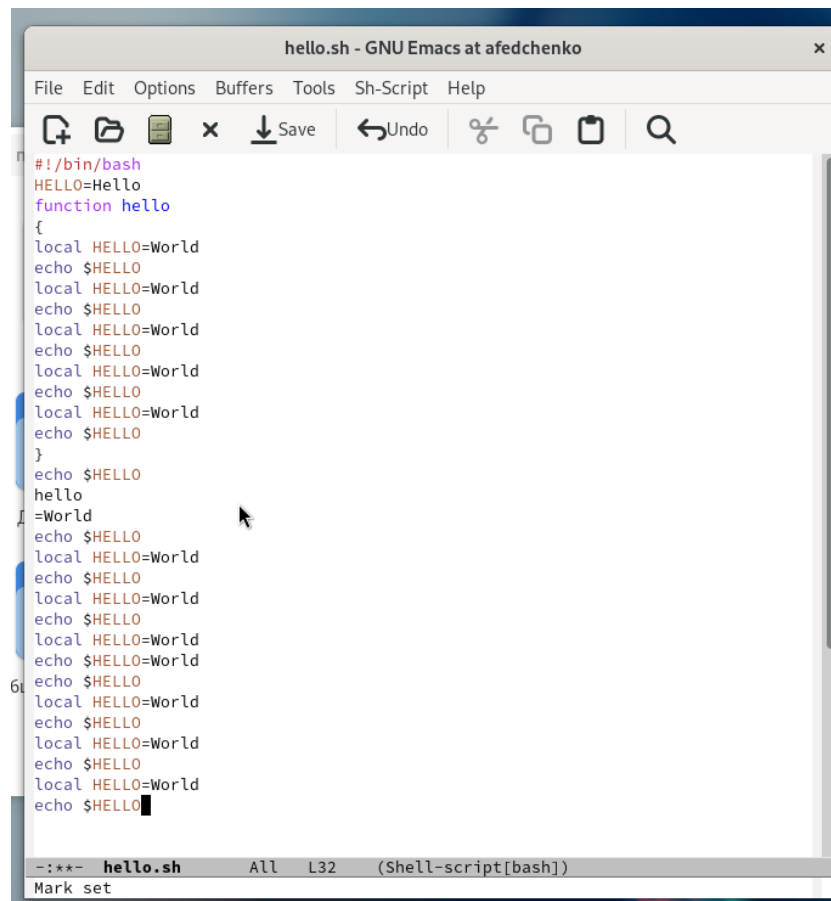 hello.sh - GNU Emacs at afedchenko
File Edit Options Buffers Tools Sh-Script Help
Save Undo
#!/bin/bash
HELLO=Hello
function hello
{
local HELLO=World
echo $HELLO
local HELLO=World
echo $HELLO
local HELLO=World
echo $HELLO
local HELLO=World
echo $HELLO
local HELLO=World
echo $HELLO
}
echo $HELLO
hello
=World
echo $HELLO
local HELLO=World
echo $HELLO
local HELLO=World
echo $HELLO
local HELLO=World
echo $HELLO=World
echo $HELLO
local HELLO=World
echo $HELLO
local HELLO=World
echo $HELLO
local HELLO=World
echo $HELLO
-:**- hello.sh All L32 (Shell-script[bash])
Mark set